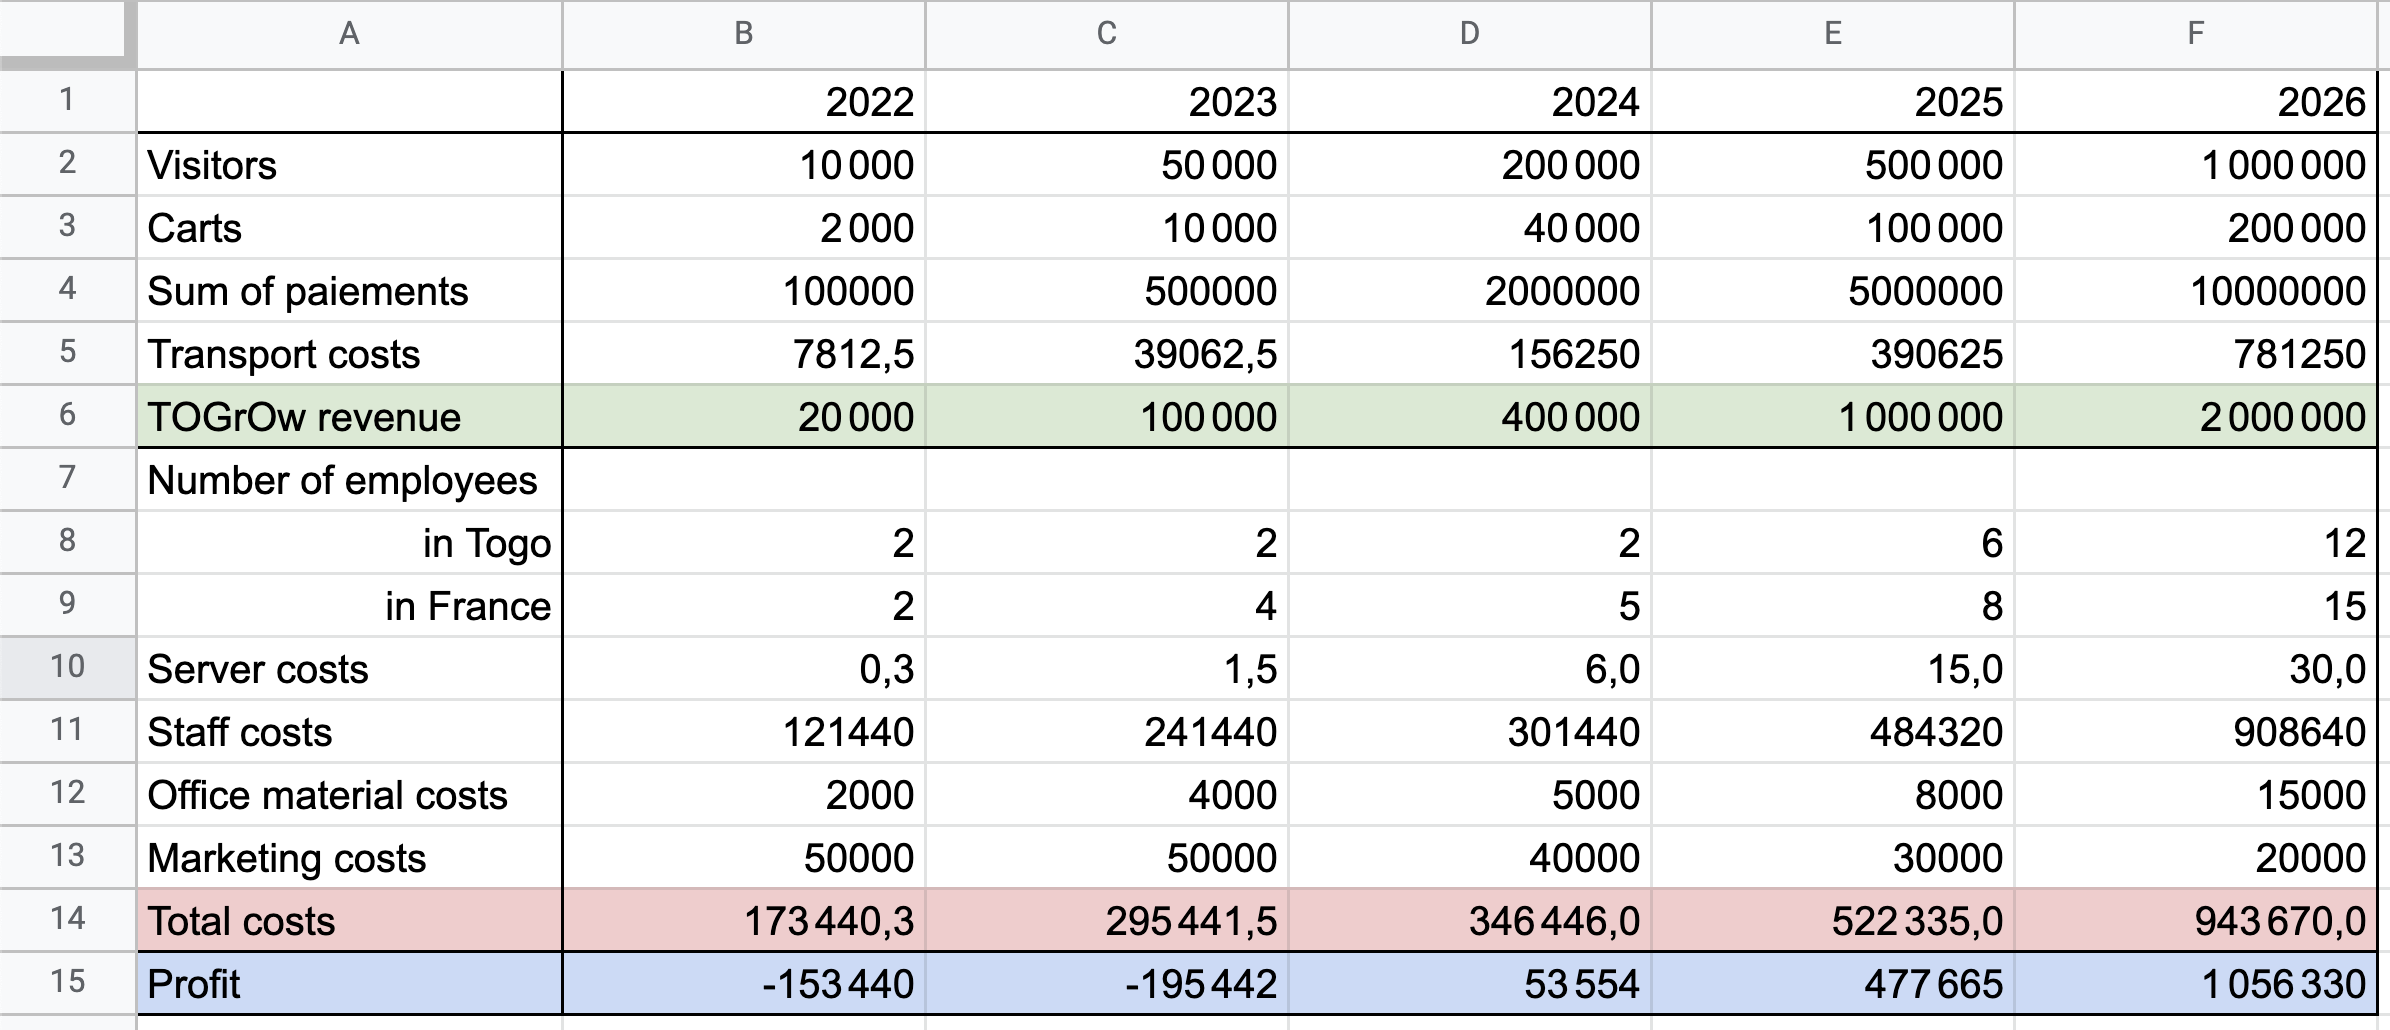 A B C D E F
1 2022 2023 2024 2025 2026
2 Visitors 10 000 50 000 200 000 500 000 1 000 000
3 Carts 2 000 10 000 40 000 100 000 200 000
4 Sum of paiements 100000 500000 2000000 5000000 10000000
5 Transport costs 7812,5 39062,5 156250 390625 781250
6 TOGrOw revenue 20 000 100 000 400 000 1 000 000 2 000 000
7 Number of employees
8 in Togo 2 2 2 6 12
9 in France 2 4 5 8 15
10 Server costs 0,3 1,5 6,0 15,0 30,0
11 Staff costs 121440 241440 301440 484320 908640
12 Office material costs 2000 4000 5000 8000 15000
13 Marketing costs 50000 50000 40000 30000 20000
14 Total costs 173 440,3 295 441,5 346 446,0 522 335,0 943 670,0
15 Profit -153 440 -195 442 53 554 477 665 1 056 330